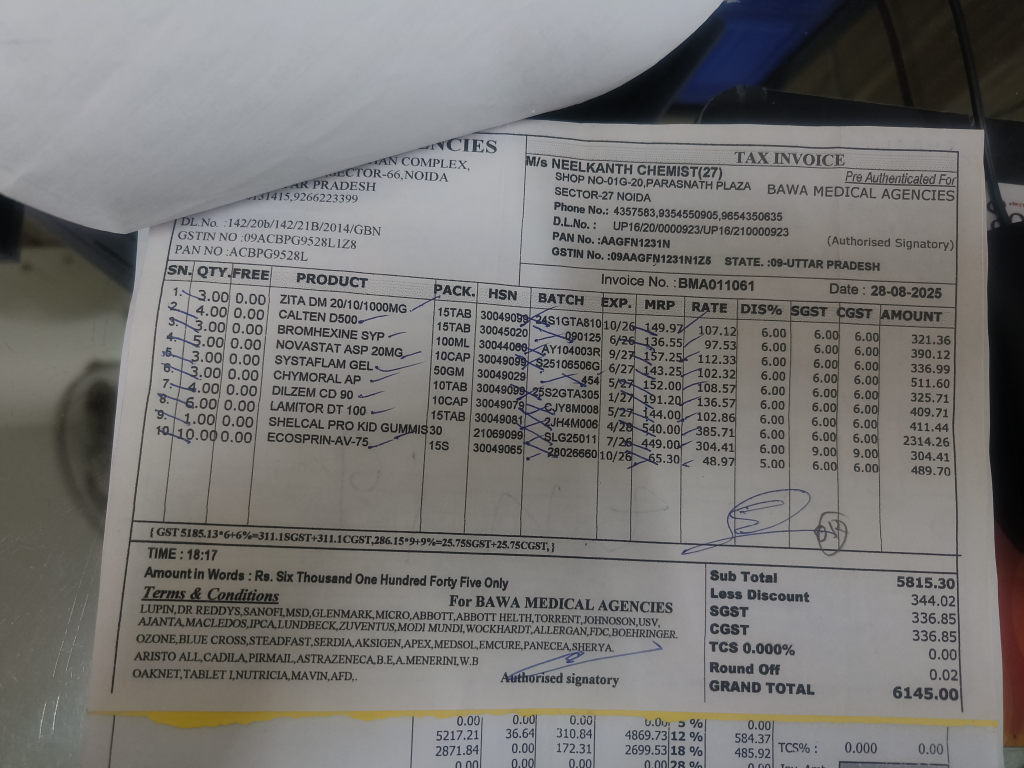 NCIES
AN COMPLEX,
ECTOR-66,NOIDA
AR PRADESH
131415,9266223399
DL.No. :142/20b/142/21B/2014/GBN
GSTIN NO :09ACBPG9528L1Z8
PAN NO :ACBPG9528L
TAX INVOICE
M/s NEELKANTH CHEMIST(27)
SHOP NO-01G-20,PARASNATH PLAZA
SECTOR-27 NOIDA
Phone No.: 4357583,9354550905,9654350635
D.L.No. : UP16/20/0000923/UP16/210000923
PAN No. :AAGFN1231N
GSTIN No. :09AAGFN1231N1Z5 STATE. :09-UTTAR PRADESH
Pre Authenticated For
BAWA MEDICAL AGENCIES
(Authorised Signatory)
Invoice No. :BMA011061 Date : 28-08-2025
SN. QTY. FREE PRODUCT PACK. HSN BATCH EXP. MRP RATE DIS% SGST CGST AMOUNT
1. 3.00 0.00 ZITA DM 20/10/1000MG 15TAB 30049099 24S1GTA810 10/26 149.97 107.12 6.00 6.00 6.00 321.36
2. 4.00 0.00 CALTEN D500 15TAB 30045020 090125 6/26 136.55 97.53 6.00 6.00 6.00 390.12
3. 3.00 0.00 BROMHEXINE SYP 100ML 30044060 AY104003R 9/27 157.25 112.33 6.00 6.00 6.00 336.99
4. 5.00 0.00 NOVASTAT ASP 20MG 10CAP 30049099 S25106506G 6/27 143.25 102.32 6.00 6.00 6.00 511.60
5. 3.00 0.00 SYSTAFLAM GEL 50GM 30049029 454 5/27 152.00 108.57 6.00 6.00 6.00 325.71
6. 3.00 0.00 CHYMORAL AP 10TAB 30049099 25S2GTA305 1/27 191.20 136.57 6.00 6.00 6.00 409.71
7. 4.00 0.00 DILZEM CD 90 10CAP 30049079 CJY8M008 5/27 144.00 102.86 6.00 6.00 6.00 411.44
8. 6.00 0.00 LAMITOR DT 100 15TAB 30049081 2JH4M006 4/28 540.00 385.71 6.00 6.00 6.00 2314.26
9. 1.00 0.00 SHELCAL PRO KID GUMMIS 30 21069099 SLG25011 7/26 449.00 304.41 6.00 9.00 9.00 304.41
10. 10.00 0.00 ECOSPRIN-AV-75 15S 30049065 28026660 10/26 65.30 48.97 5.00 6.00 6.00 489.70
{ GST 5185.13*6+6%=311.1SGST+311.1CGST,286.15*9+9%=25.75SGST+25.75CGST, }
TIME : 18:17
Amount in Words : Rs. Six Thousand One Hundred Forty Five Only
Terms & Conditions For BAWA MEDICAL AGENCIES
LUPIN,DR REDDYS,SANOFI,MSD,GLENMARK,MICRO,ABBOTT,ABBOTT HELTH,TORRENT,JOHNSON,USV,
AJANTA,MACLEDOS,IPCA,LUNDBECK,ZUVENTUS,MODI MUNDI,WOCKHARDT,ALLERGAN,FDC,BOEHRINGER.
OZONE,BLUE CROSS,STEADFAST,SERDIA,AKSIGEN,APEX,MEDSOL,EMCURE,PANECEA,SHERYA.
ARISTO ALL,CADILA,PIRMAIL,ASTRAZENECA,B.E,A.MENERINI,W.B
OAKNET,TABLET I,NUTRICIA,MAVIN,AFD,.
Authorised signatory
Sub Total 5815.30
Less Discount 344.02
SGST 336.85
CGST 336.85
TCS 0.000% 0.00
Round Off 0.02
GRAND TOTAL 6145.00
0.00 0.00 0.00 0.00 5 % 0.00
5217.21 36.64 310.84 4869.73 12 % 584.37
2871.84 0.00 172.31 2699.53 18 % 485.92
0.00 0.00 0.00 0.00 28 % 0.00
TCS% : 0.000 0.00